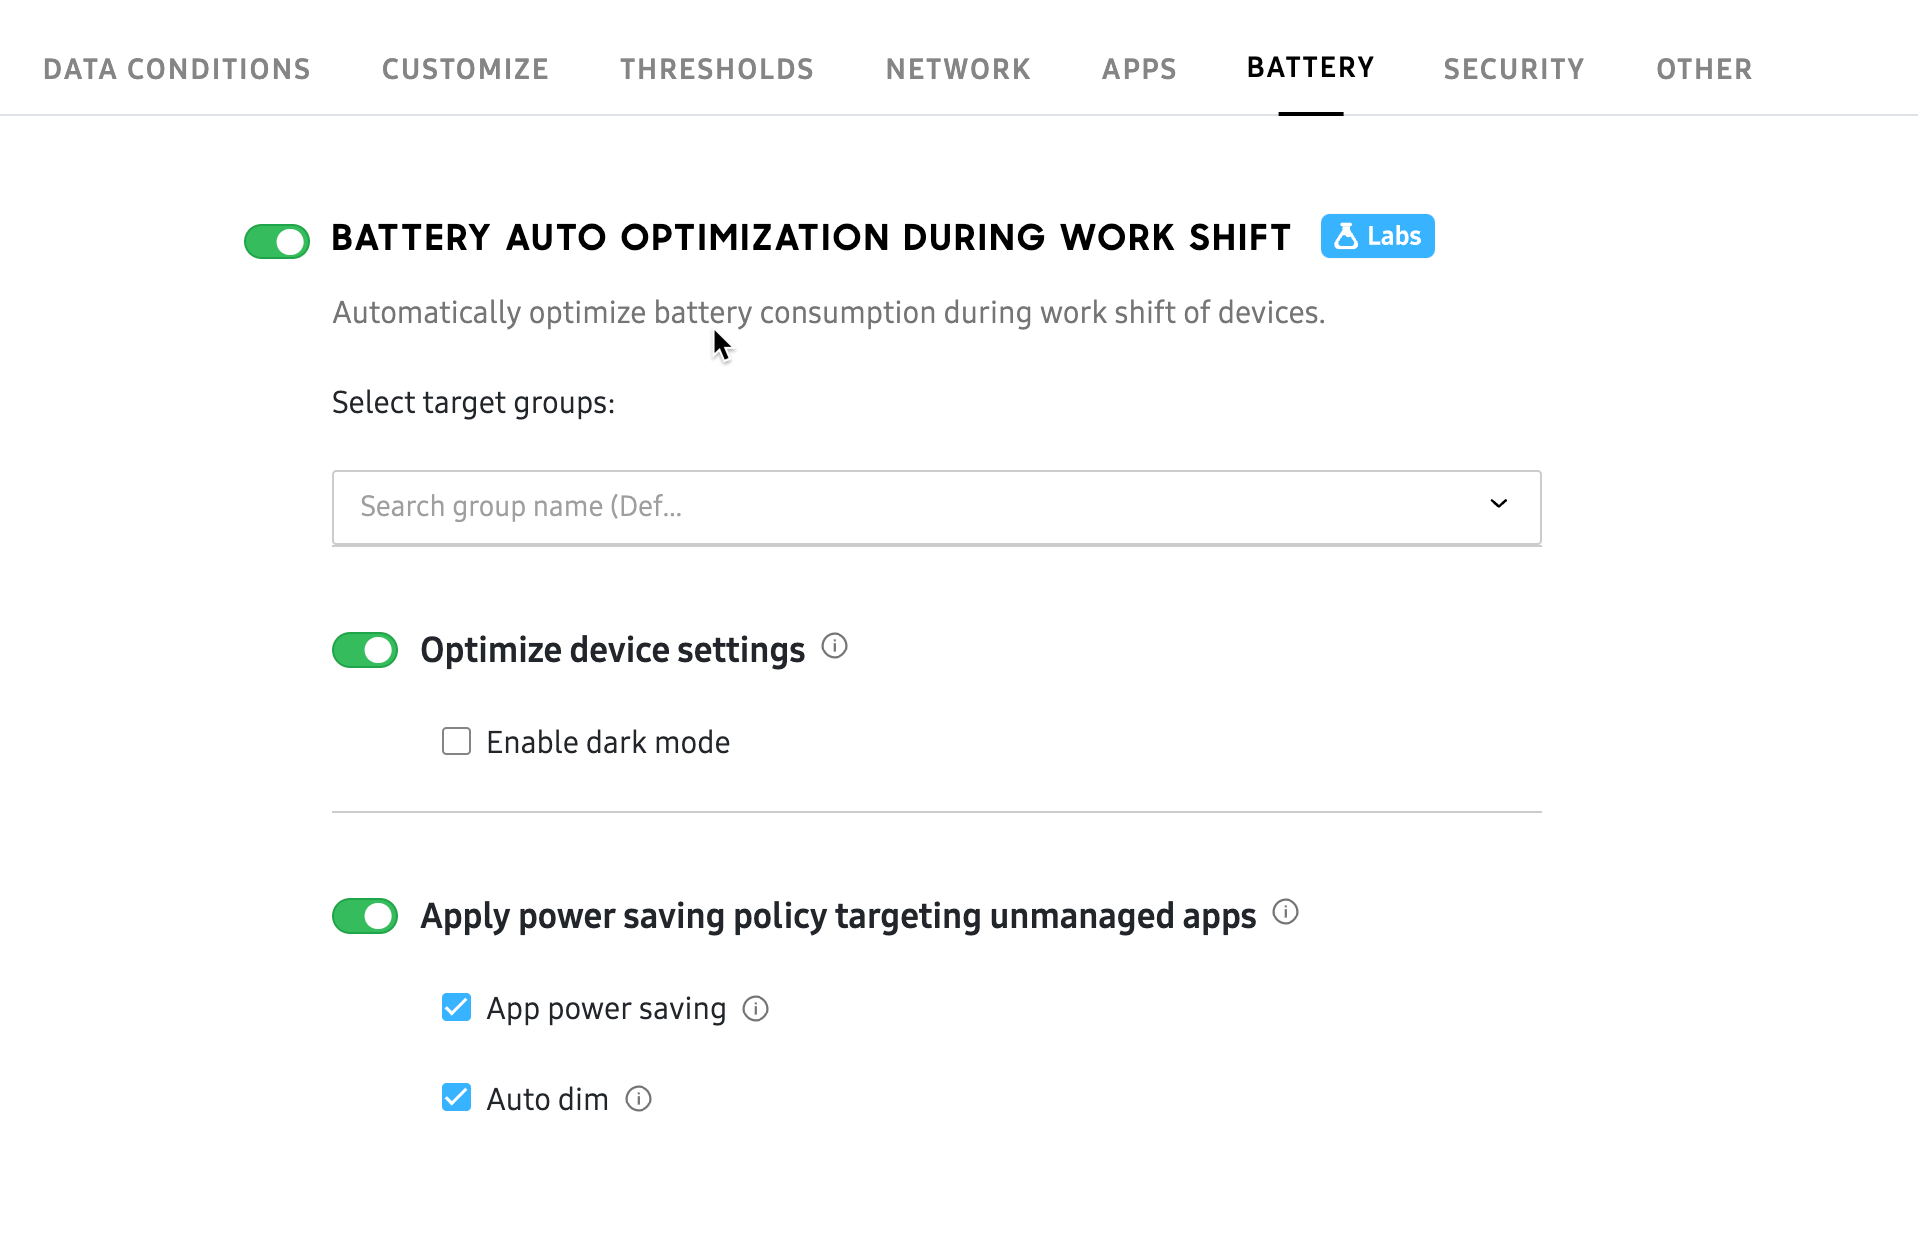 DATA CONDITIONS CUSTOMIZE THRESHOLDS NETWORK APPS BATTERY SECURITY OTHER
BATTERY AUTO OPTIMIZATION DURING WORK SHIFT Labs
Automatically optimize battery consumption during work shift of devices.
Select target groups:
Search group name (Def...
Optimize device settings
Enable dark mode
Apply power saving policy targeting unmanaged apps
App power saving
Auto dim